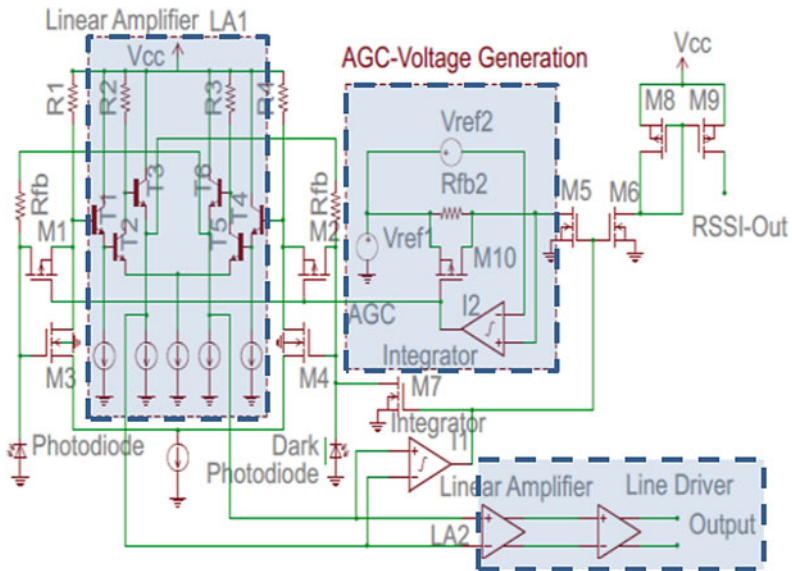 Linear Amplifier LA1
Vcc
R1
R2
R3
R4
AGC-Voltage Generation
Vcc
M8
M9
Vref2
Rfb
T1
T2
T3
T6
T5
T4
Rfb
Rfb2
M5
M6
RSSI-Out
M1
M2
Vref1
M10
AGC
I2
Integrator
M3
M4
M7
Integrator
I1
Photodiode
Dark
Photodiode
Linear Amplifier
Line Driver
LA2
Output